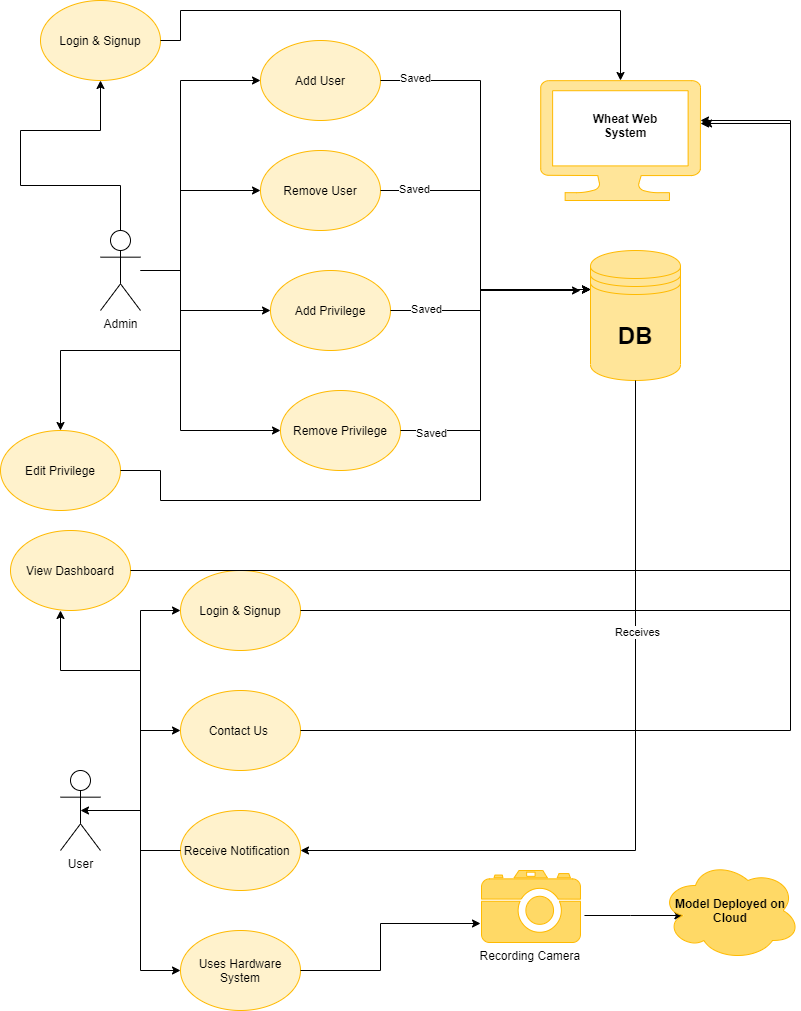 Login & Signup
Add User
Saved
Wheat Web
System
Remove User
Saved
Admin
Add Privilege
Saved
DB
Remove Privilege
Saved
Edit Privilege
View Dashboard
Login & Signup
Receives
Contact Us
User
Receive Notification
Model Deployed on
Cloud
Uses Hardware
System
Recording Camera